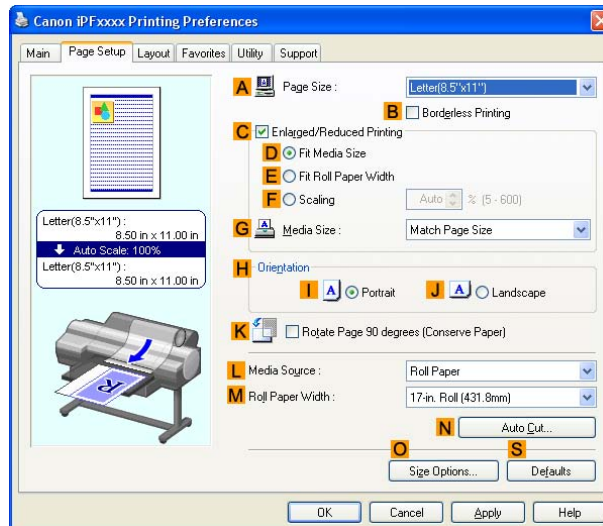 Canon iPFxxxx Printing Preferences
Main Page Setup Layout Favorites Utility Support
A Page Size : Letter(8.5"x11")
B Borderless Printing
C Enlarged/Reduced Printing
D Fit Media Size
E Fit Roll Paper Width
F Scaling Auto % (5 - 600)
G Media Size : Match Page Size
Letter(8.5"x11") :
8.50 in x 11.00 in
Auto Scale: 100%
Letter(8.5"x11") :
8.50 in x 11.00 in
H Orientation
I A Portrait J A Landscape
K Rotate Page 90 degrees (Conserve Paper)
R
L Media Source : Roll Paper
M Roll Paper Width : 17-in. Roll (431.8mm)
N Auto Cut...
O S
Size Options... Defaults
OK Cancel Apply Help